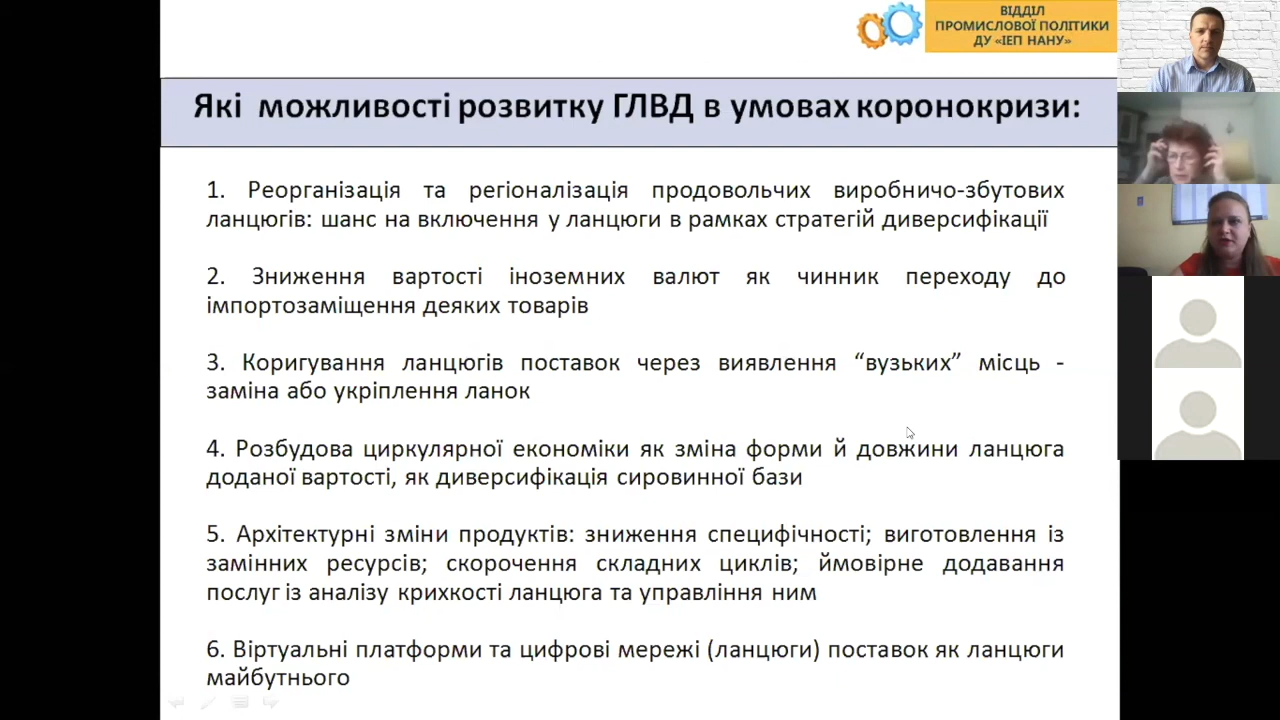 ВІДДІЛ
ПРОМИСЛОВОЇ ПОЛІТИКИ
ДУ «ІЕП НАНУ»
Які можливості розвитку ГЛВД в умовах коронокризи:
1. Реорганізація та регіоналізація продовольчих виробничо-збутових
ланцюгів: шанс на включення у ланцюги в рамках стратегій диверсифікації
2. Зниження вартості іноземних валют як чинник переходу до
імпортозаміщення деяких товарів
3. Коригування ланцюгів поставок через виявлення “вузьких” місць -
заміна або укріплення ланок
4. Розбудова циркулярної економіки як зміна форми й довжини ланцюга
доданої вартості, як диверсифікація сировинної бази
5. Архітектурні зміни продуктів: зниження специфічності; виготовлення із
замінних ресурсів; скорочення складних циклів; ймовірне додавання
послуг із аналізу крихкості ланцюга та управління ним
6. Віртуальні платформи та цифрові мережі (ланцюги) поставок як ланцюги
майбутнього